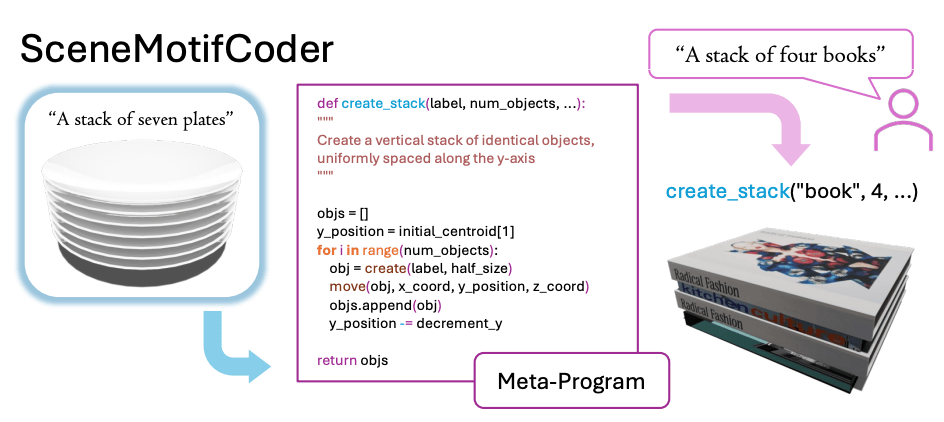 SceneMotifCoder
“A stack of seven plates”
def create_stack(label, num_objects, ...):
"""
Create a vertical stack of identical objects,
uniformly spaced along the y-axis
"""
objs = []
y_position = initial_centroid[1]
for i in range(num_objects):
obj = create(label, half_size)
move(obj, x_coord, y_position, z_coord)
objs.append(obj)
y_position -= decrement_y
return objs
Meta-Program
“A stack of four books”
create_stack("book", 4, ...)
Radical Fashion
kitchen
Radical Fashion